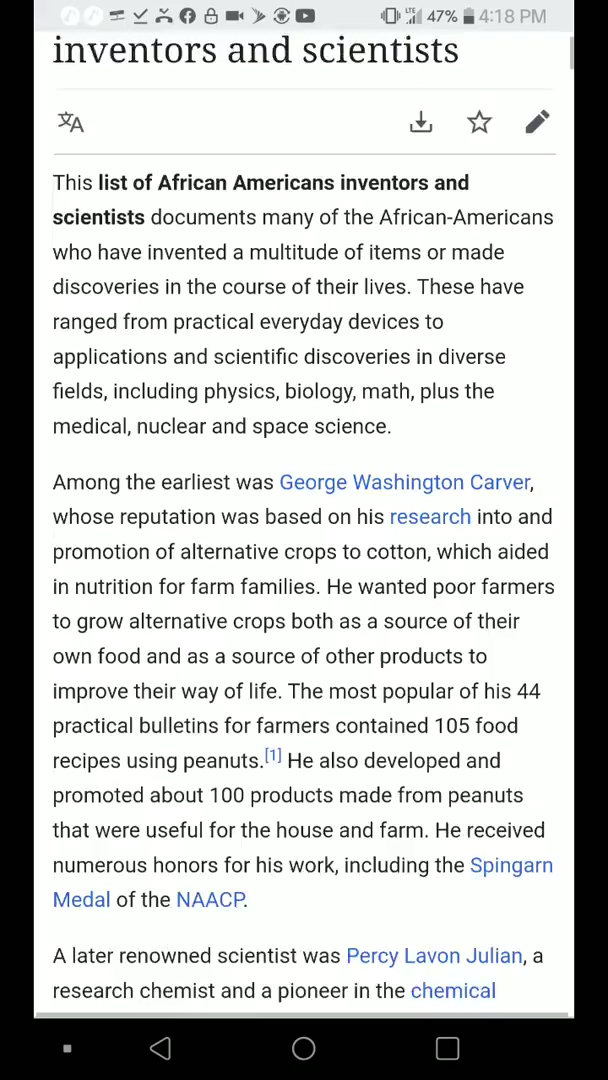 LTE 47% 4:18 PM
inventors and scientists
This list of African Americans inventors and
scientists documents many of the African-Americans
who have invented a multitude of items or made
discoveries in the course of their lives. These have
ranged from practical everyday devices to
applications and scientific discoveries in diverse
fields, including physics, biology, math, plus the
medical, nuclear and space science.
Among the earliest was George Washington Carver,
whose reputation was based on his research into and
promotion of alternative crops to cotton, which aided
in nutrition for farm families. He wanted poor farmers
to grow alternative crops both as a source of their
own food and as a source of other products to
improve their way of life. The most popular of his 44
practical bulletins for farmers contained 105 food
recipes using peanuts.[1] He also developed and
promoted about 100 products made from peanuts
that were useful for the house and farm. He received
numerous honors for his work, including the Spingarn
Medal of the NAACP.
A later renowned scientist was Percy Lavon Julian, a
research chemist and a pioneer in the chemical